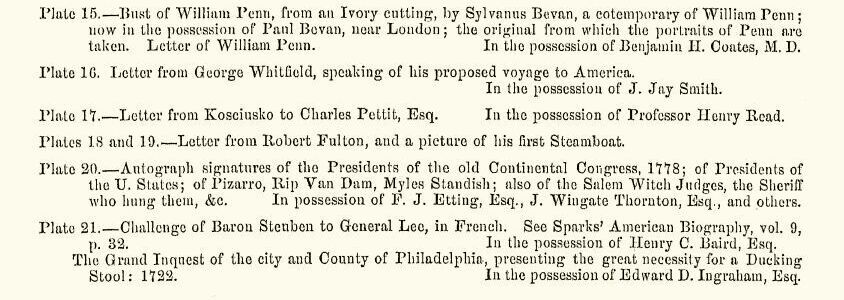 Plate 15.—Bust of William Penn, from an Ivory cutting, by Sylvanus Bevan, a cotemporary of William Penn;
now in the possession of Paul Bevan, near London; the original from which the portraits of Penn are
taken. Letter of William Penn. In the possession of Benjamin H. Coates, M. D.
Plate 16. Letter from George Whitfield, speaking of his proposed voyage to America.
In the possession of J. Jay Smith.
Plate 17.—Letter from Kosciusko to Charles Pettit, Esq. In the possession of Professor Henry Read.
Plates 18 and 19.—Letter from Robert Fulton, and a picture of his first Steamboat.
Plate 20.—Autograph signatures of the Presidents of the old Continental Congress, 1778; of Presidents of
the U. States; of Pizarro, Rip Van Dam, Myles Standish; also of the Salem Witch Judges, the Sheriff
who hung them, &c. In possession of F. J. Etting, Esq., J. Wingate Thornton, Esq., and others.
Plate 21.—Challenge of Baron Steuben to General Lee, in French. See Sparks' American Biography, vol. 9,
p. 32. In the possession of Henry C. Baird, Esq.
The Grand Inquest of the city and County of Philadelphia, presenting the great necessity for a Ducking
Stool: 1722. In the possession of Edward D. Ingraham, Esq.